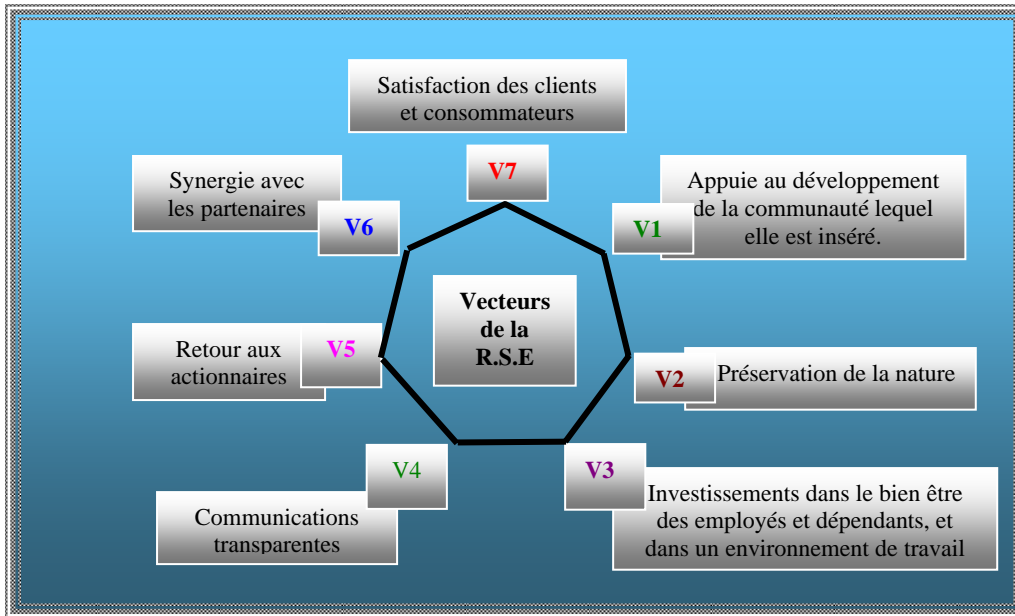 Satisfaction des clients
et consommateurs
V7
Synergie avec
les partenaires
V6
Appuie au développement
de la communauté lequel
elle est inséré.
V1
Vecteurs
de la
R.S.E
Retour aux
actionnaires
V5
V2
Préservation de la nature
V4
Communications
transparentes
V3
Investissements dans le bien être
des employés et dépendants, et
dans un environnement de travail